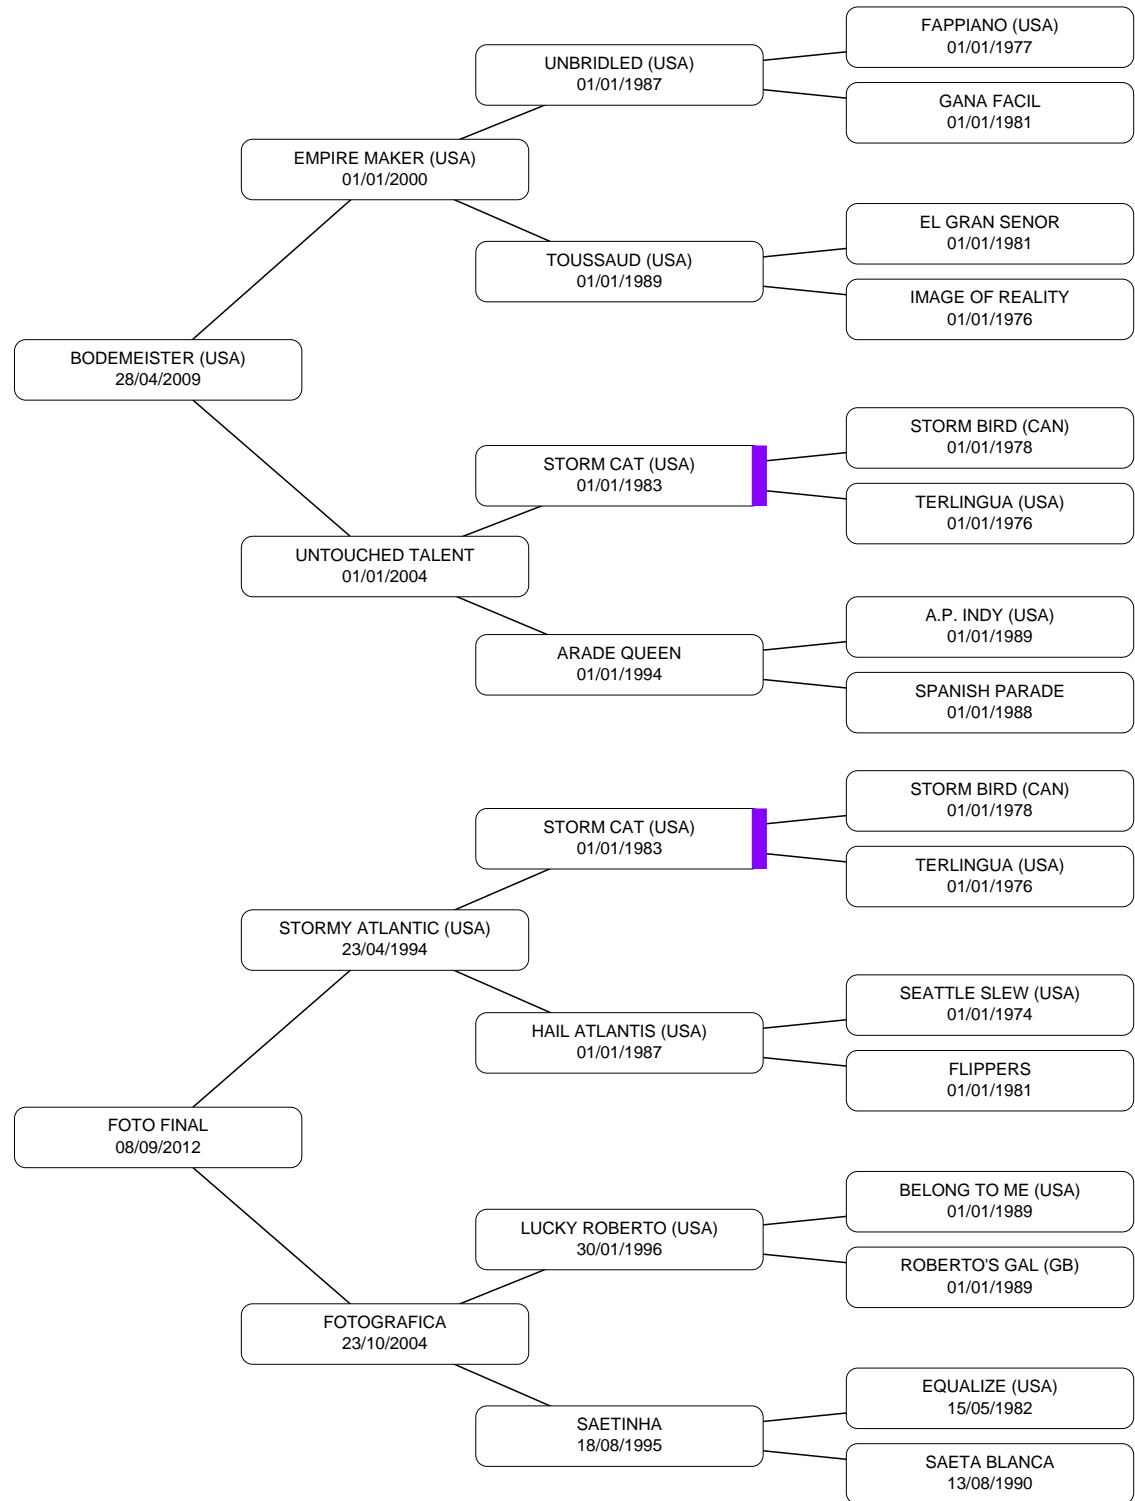 FAPPIANO (USA)
01/01/1977
UNBRIDLED (USA)
01/01/1987
GANA FACIL
01/01/1981
EMPIRE MAKER (USA)
01/01/2000
EL GRAN SENOR
01/01/1981
TOUSSAUD (USA)
01/01/1989
IMAGE OF REALITY
01/01/1976
BODEMEISTER (USA)
28/04/2009
STORM BIRD (CAN)
01/01/1978
STORM CAT (USA)
01/01/1983
TERLINGUA (USA)
01/01/1976
UNTOUCHED TALENT
01/01/2004
A.P. INDY (USA)
01/01/1989
ARADE QUEEN
01/01/1994
SPANISH PARADE
01/01/1988
STORM BIRD (CAN)
01/01/1978
STORM CAT (USA)
01/01/1983
TERLINGUA (USA)
01/01/1976
STORMY ATLANTIC (USA)
23/04/1994
SEATTLE SLEW (USA)
01/01/1974
HAIL ATLANTIS (USA)
01/01/1987
FLIPPERS
01/01/1981
FOTO FINAL
08/09/2012
BELONG TO ME (USA)
01/01/1989
LUCKY ROBERTO (USA)
30/01/1996
ROBERTO'S GAL (GB)
01/01/1989
FOTOGRAFICA
23/10/2004
EQUALIZE (USA)
15/05/1982
SAETINHA
18/08/1995
SAETA BLANCA
13/08/1990